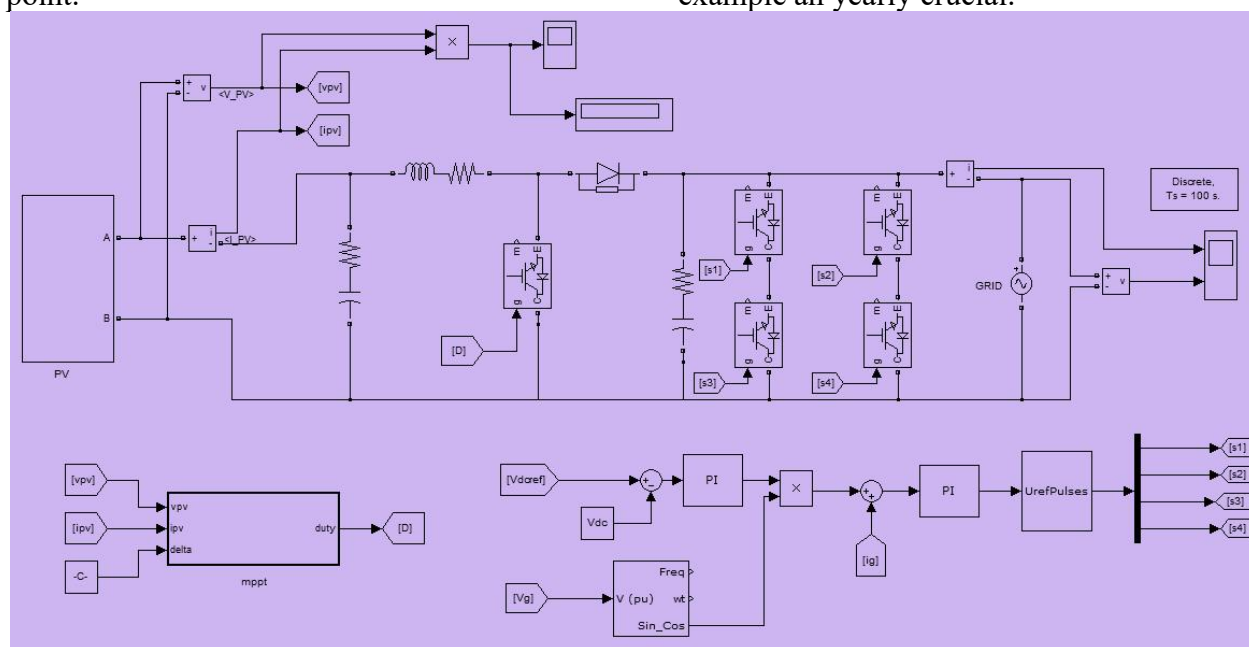 point.
example an yearly crucial.
+
-
v
<V_PV>
[vpv]
×
[ipv]
A
+
i
-
<I_PV>
B
PV
[D]
g
C
m
E
[s1]
g
C
m
E
[s2]
g
C
m
E
[s3]
g
C
m
E
[s4]
g
C
m
E
+
i
-
GRID
+
+
-
v
Discrete,
Ts = 100 s.
[vpv]
[ipv]
-C-
vpv
ipv
delta
duty
mppt
[D]
[Vdcref]
+
-
Vdc
PI
×
+
+
[ig]
PI
UrefPulses
[s1]
[s2]
[s3]
[s4]
[Vg]
V (pu)
Freq
wt
Sin_Cos